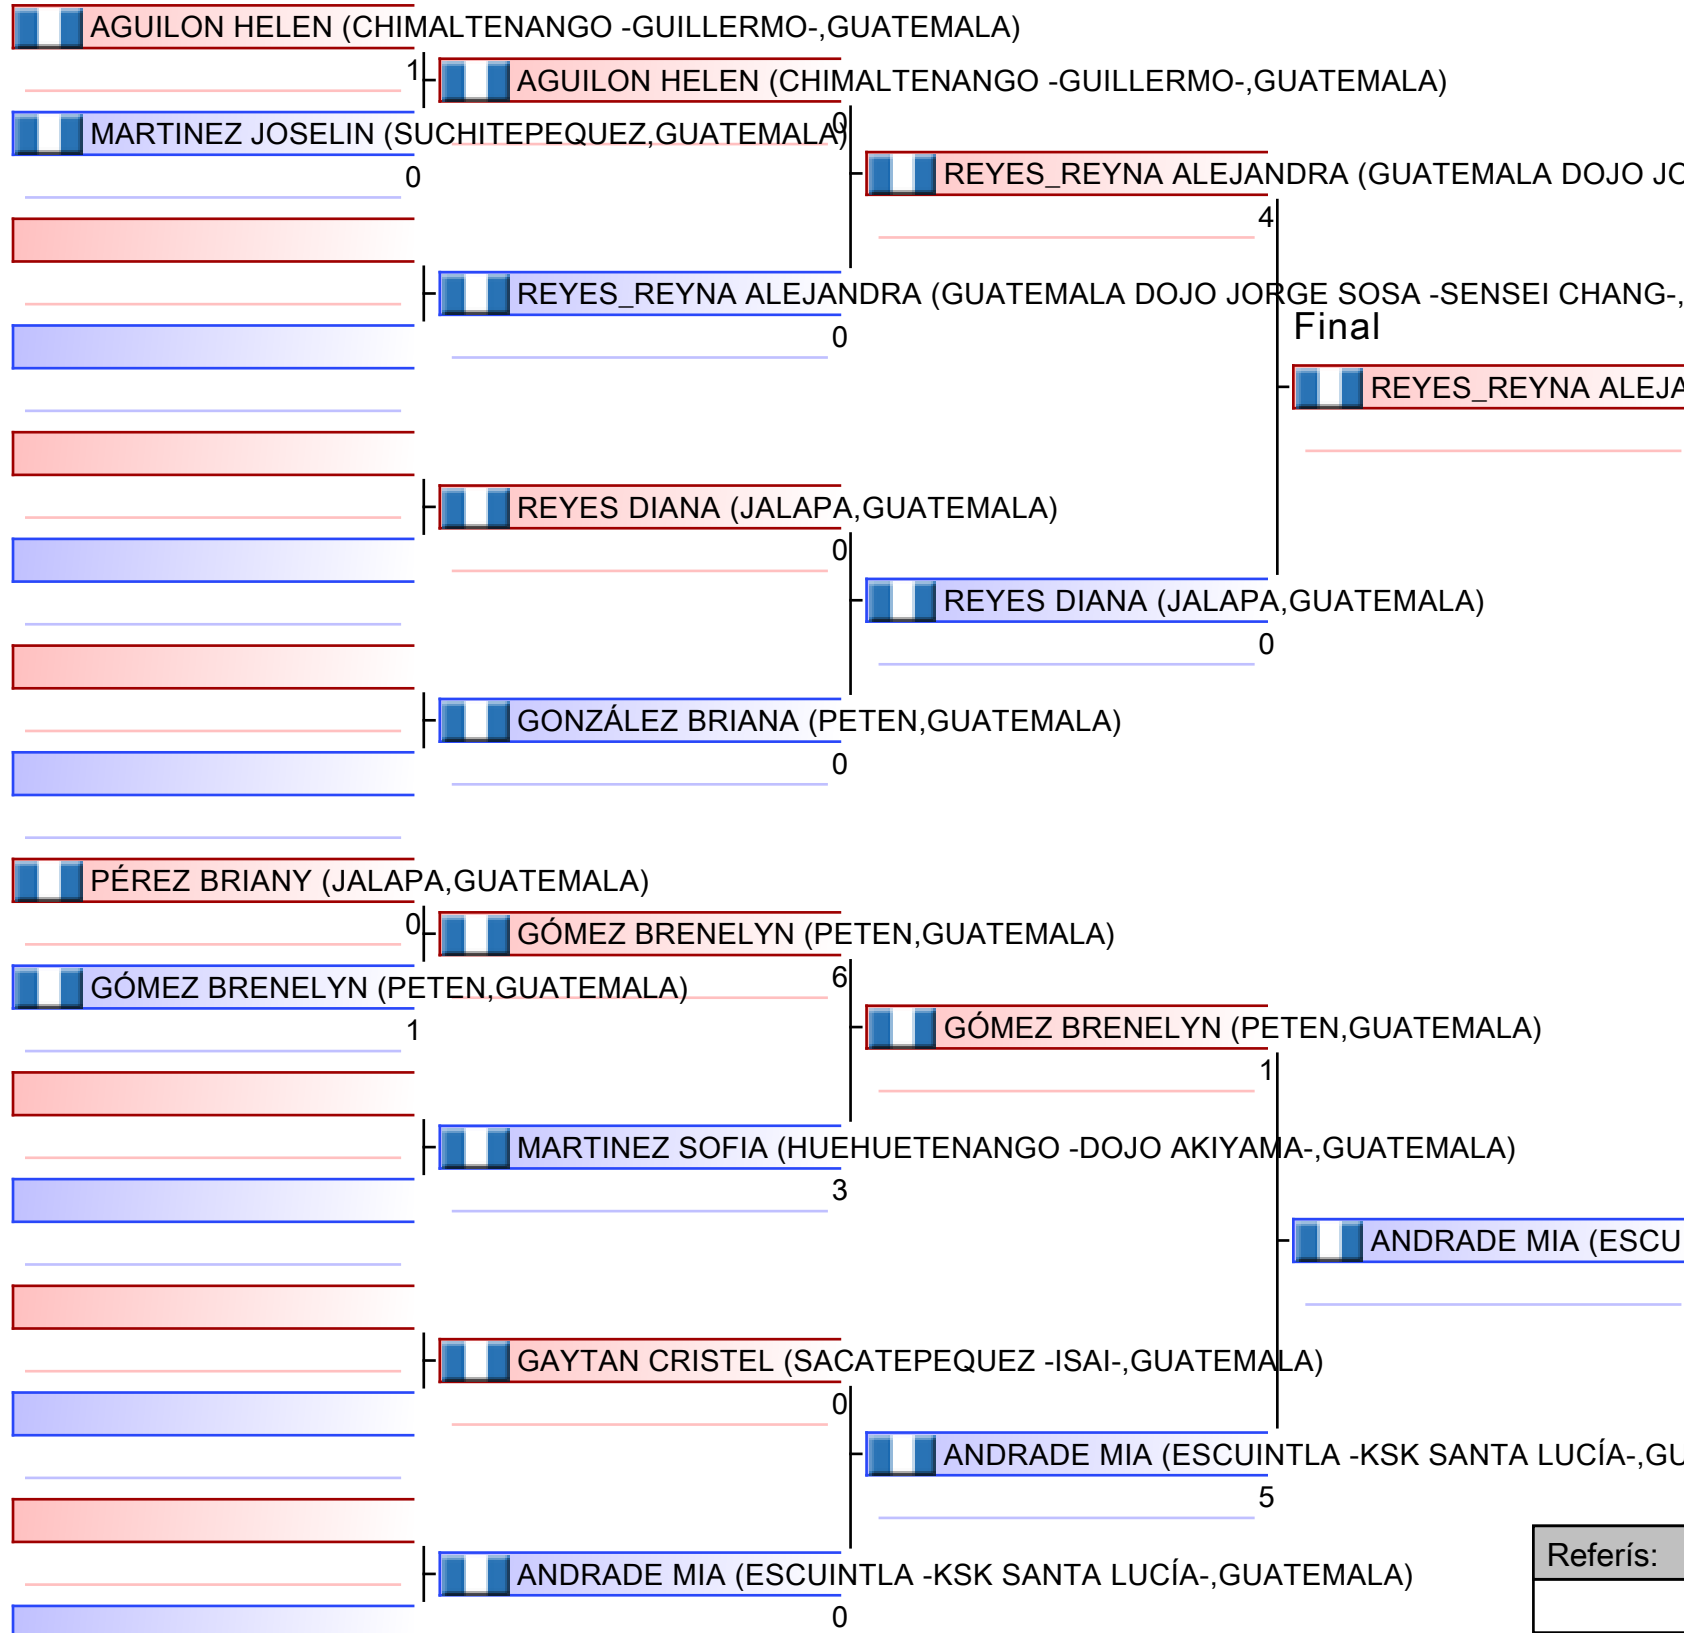 AGUILON HELEN (CHIMALTENANGO -GUILLERMO-,GUATEMALA)
1
AGUILON HELEN (CHIMALTENANGO -GUILLERMO-,GUATEMALA)
0
MARTINEZ JOSELIN (SUCHITEPEQUEZ,GUATEMALA)
0
REYES_REYNA ALEJANDRA (GUATEMALA DOJO JO
4
REYES_REYNA ALEJANDRA (GUATEMALA DOJO JORGE SOSA -SENSEI CHANG-,
0
Final
REYES_REYNA ALEJA
REYES DIANA (JALAPA,GUATEMALA)
0
REYES DIANA (JALAPA,GUATEMALA)
0
GONZÁLEZ BRIANA (PETEN,GUATEMALA)
0
PÉREZ BRIANY (JALAPA,GUATEMALA)
0
GÓMEZ BRENELYN (PETEN,GUATEMALA)
6
GÓMEZ BRENELYN (PETEN,GUATEMALA)
1
GÓMEZ BRENELYN (PETEN,GUATEMALA)
1
MARTINEZ SOFIA (HUEHUETENANGO -DOJO AKIYAMA-,GUATEMALA)
3
ANDRADE MIA (ESCU
GAYTAN CRISTEL (SACATEPEQUEZ -ISAI-,GUATEMALA)
0
ANDRADE MIA (ESCUINTLA -KSK SANTA LUCÍA-,GU
5
Referís:
ANDRADE MIA (ESCUINTLA -KSK SANTA LUCÍA-,GUATEMALA)
0